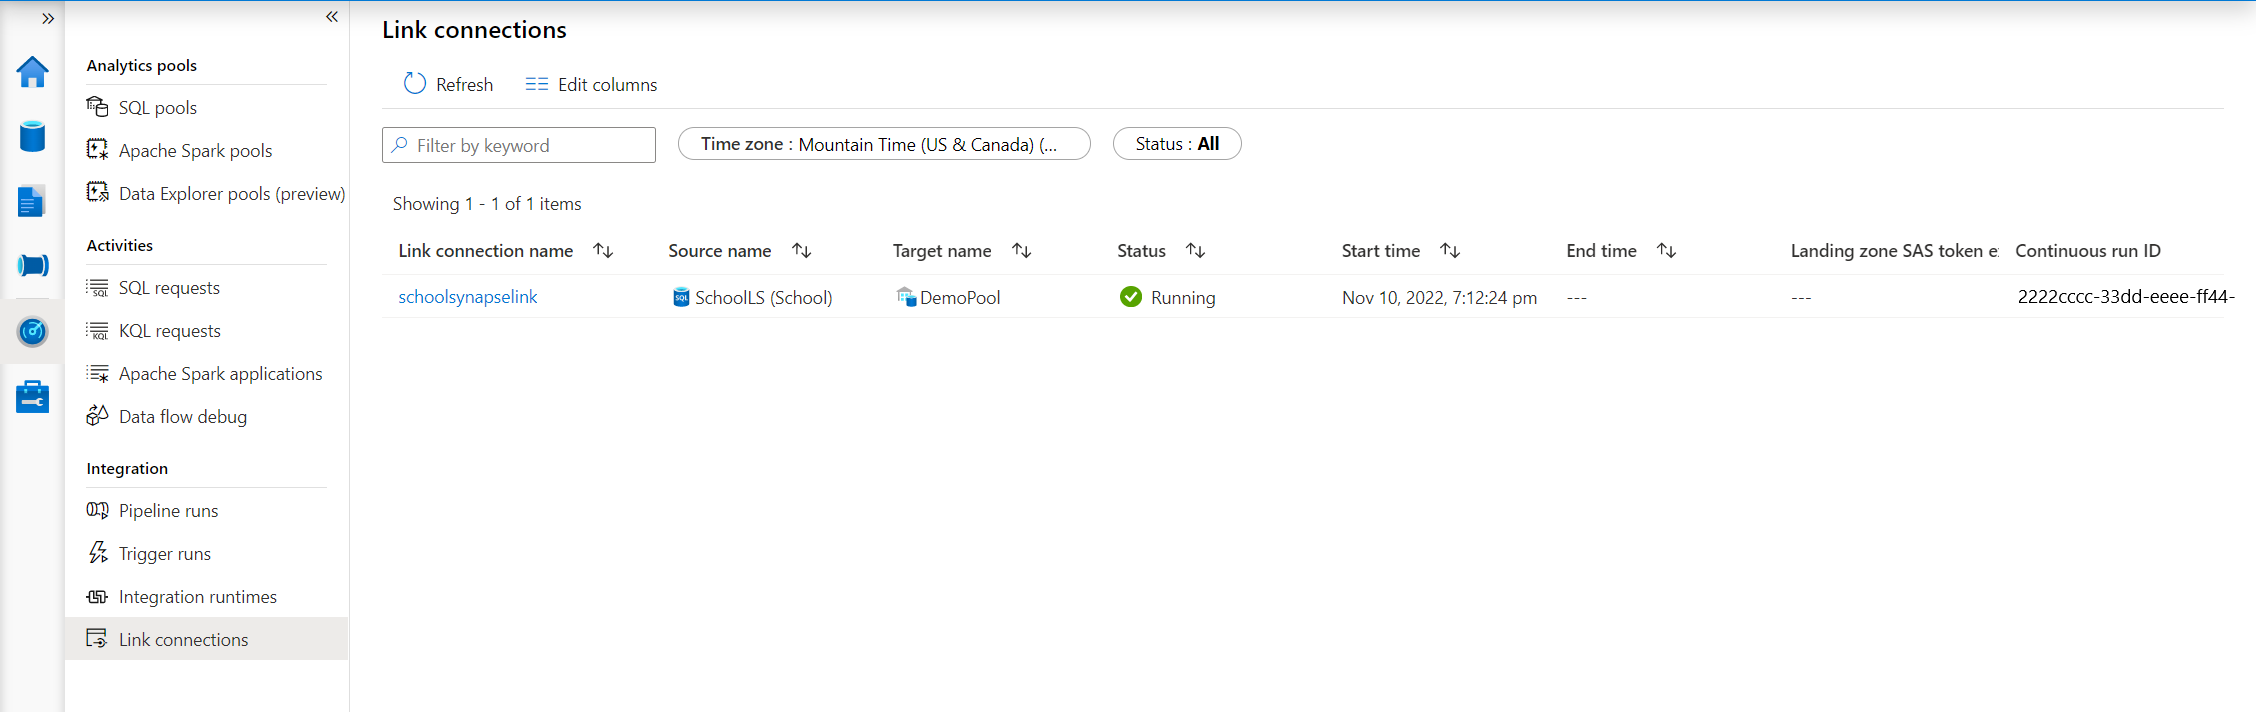 Analytics pools
SQL pools
Apache Spark pools
Data Explorer pools (preview)
Activities
SQL requests
KQL requests
Apache Spark applications
Data flow debug
Integration
Pipeline runs
Trigger runs
Integration runtimes
Link connections
Link connections
Refresh Edit columns
Filter by keyword Time zone : Mountain Time (US & Canada) (... Status : All
Showing 1 - 1 of 1 items
Link connection name Source name Target name Status Start time End time Landing zone SAS token e Continuous run ID
schoolsynapselink SchoolLS (School) DemoPool Running Nov 10, 2022, 7:12:24 pm --- --- 2222cccc-33dd-eeee-ff44-